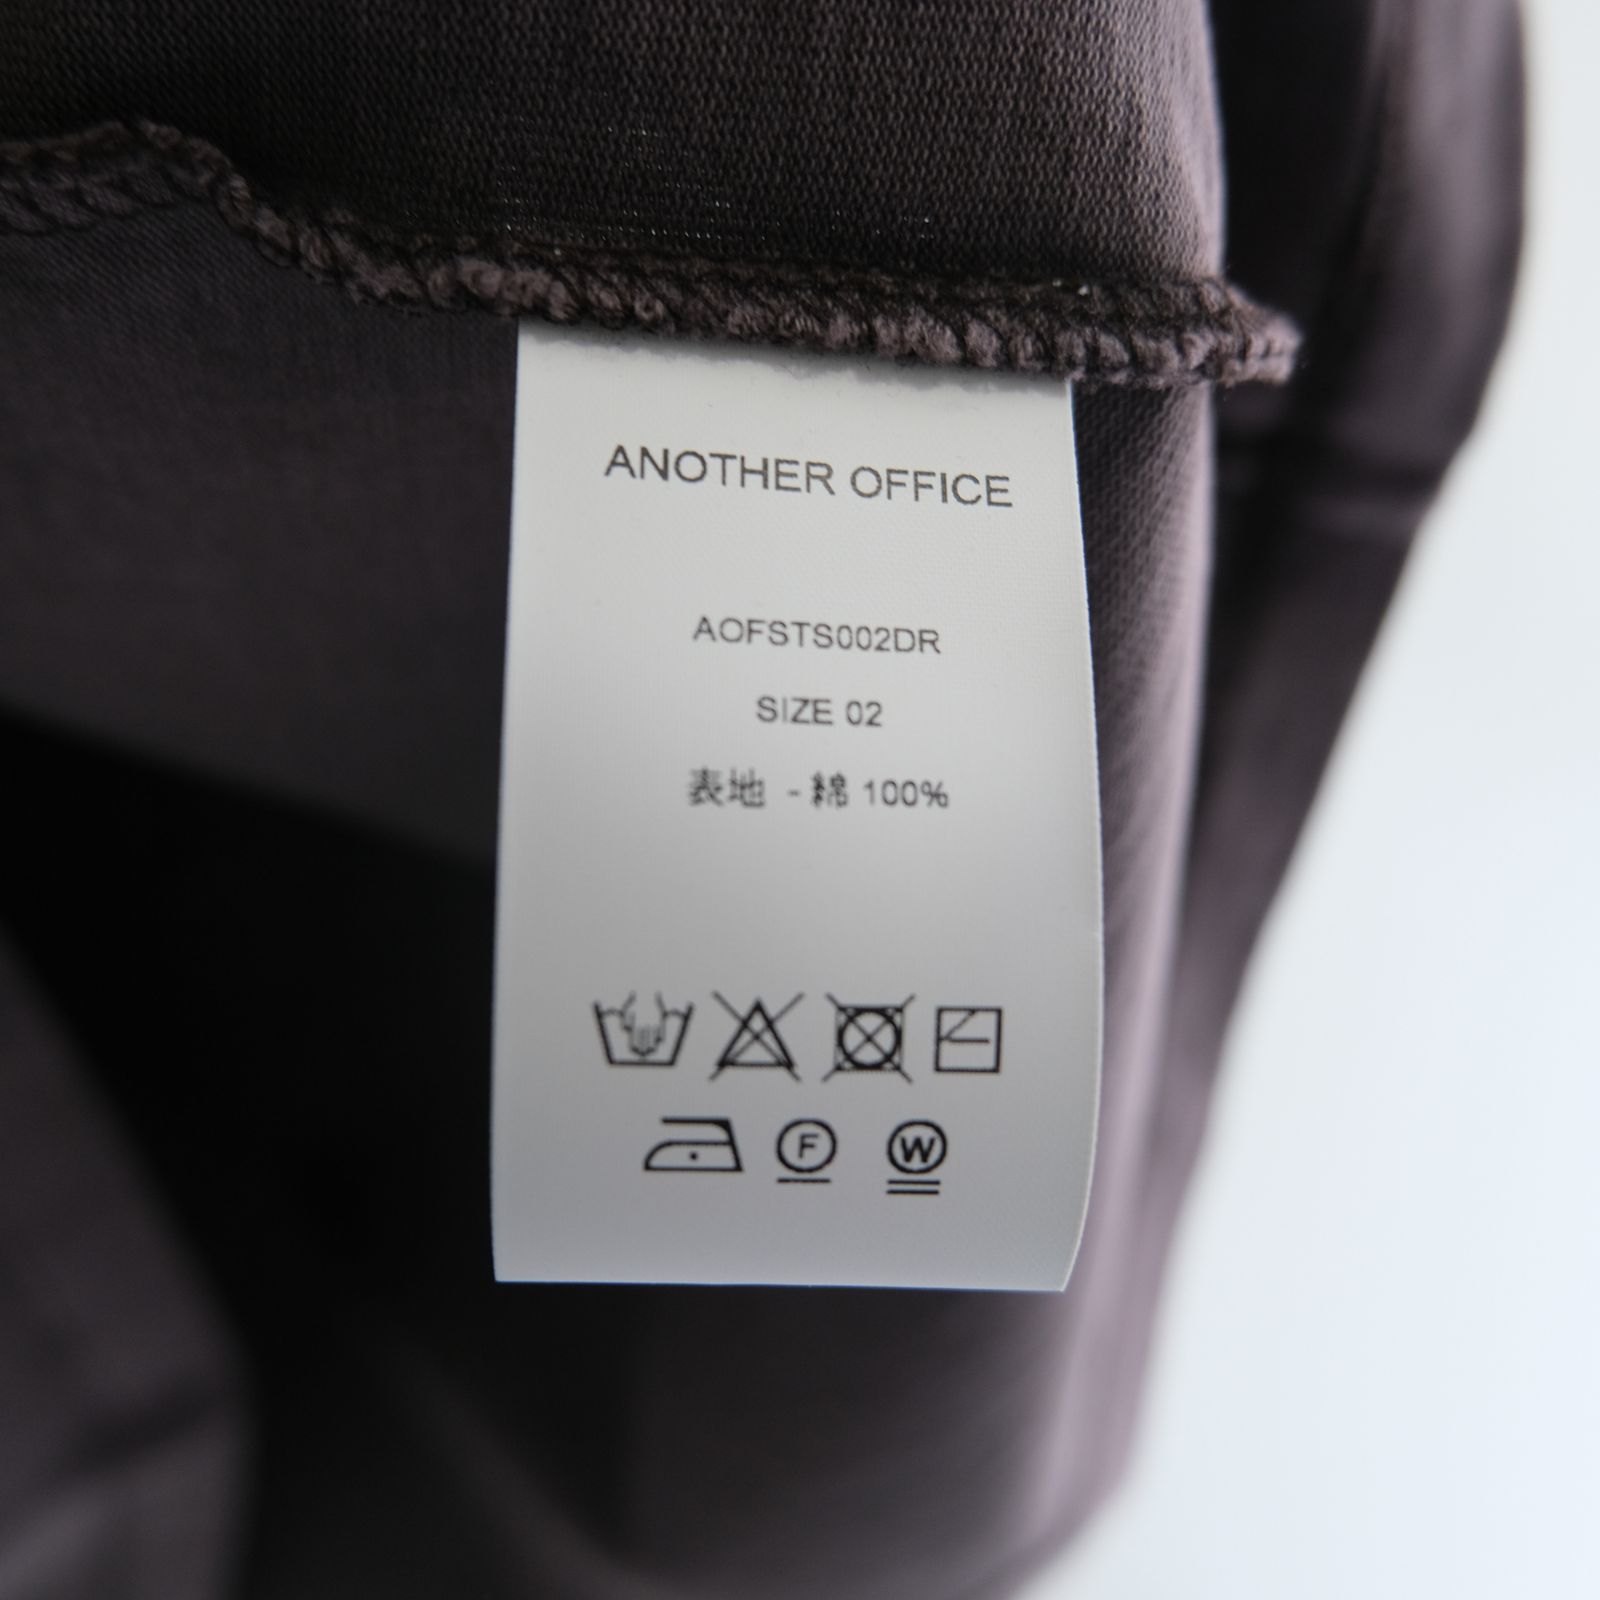 ANOTHER OFFICE
AOFSTS002DR
SIZE 02
表地 - 綿 100%
F W